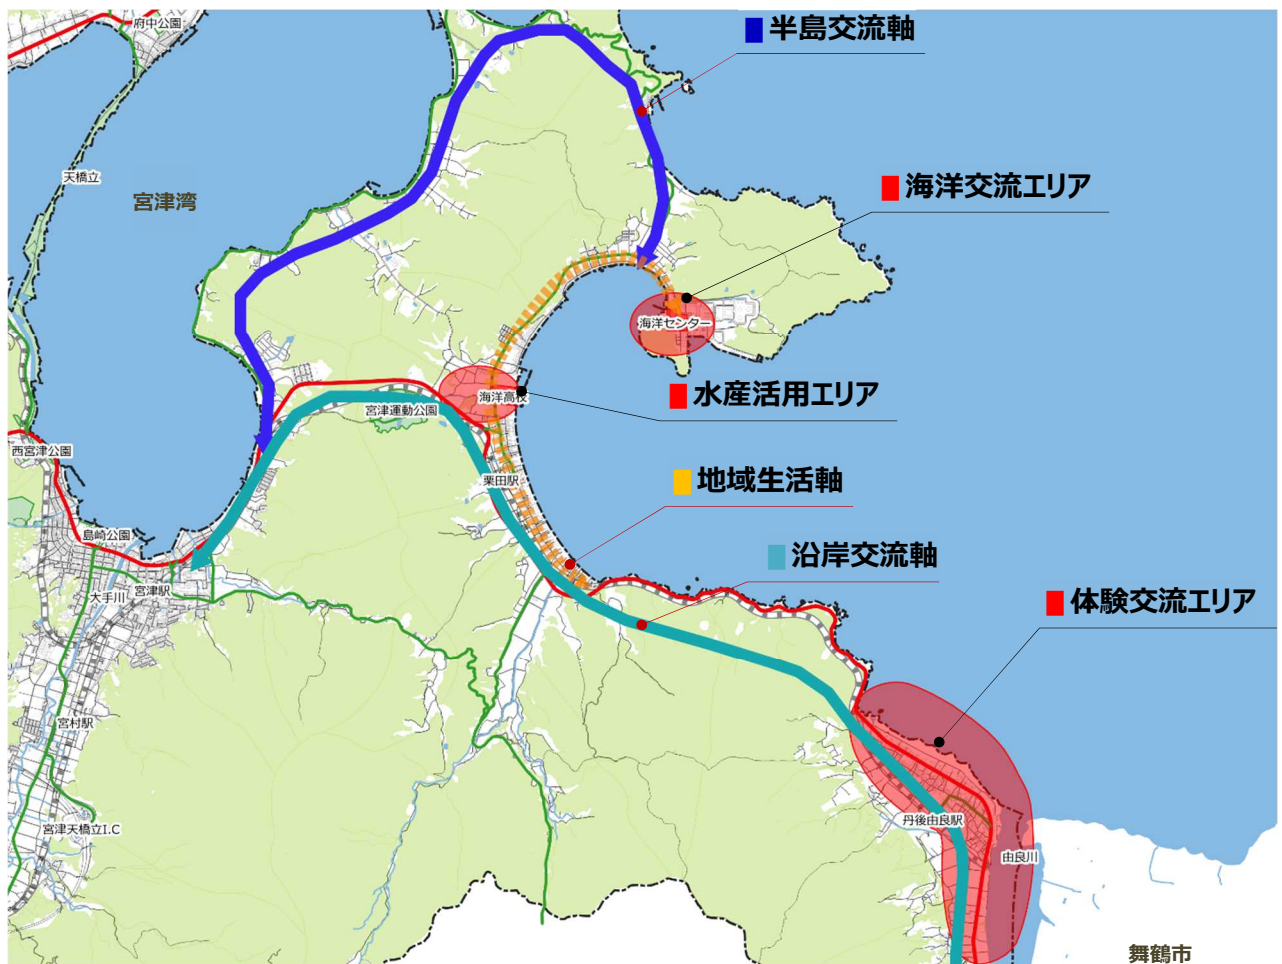 府中公園
半島交流軸
天橋立
宮津湾
海洋交流エリア
海洋センター
水産活用エリア
海洋高校
宮津運動公園
西宮津公園
栗田駅
地域生活軸
島崎公園
沿岸交流軸
大手川
宮津駅
体験交流エリア
宮村駅
宮津天橋立I.C
丹後由良駅
由良川
舞鶴市